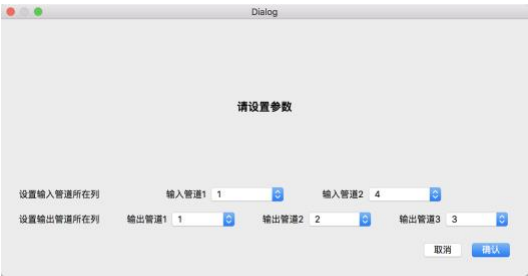 Dialog
请设置参数
设置输入管道所在列 输入管道1 1 输入管道2 4
设置输出管道所在列 输出管道1 1 输出管道2 2 输出管道3 3
取消 确认